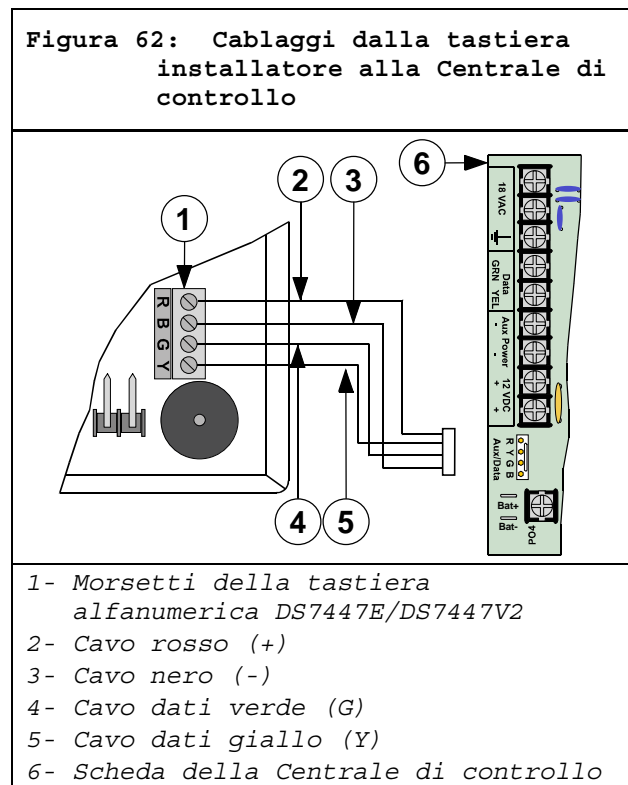 Figura 62: Cablaggi dalla tastiera
installatore alla Centrale di
controllo
1
2
3
6
R
B
G
Y
18 VAC
Data
GRN YEL
Aux Power
- - + +
12 VDC
R Y G B
Aux/Data
Bat+
Bat-
PO4
4
5
1- Morsetti della tastiera
alfanumerica DS7447E/DS7447V2
2- Cavo rosso (+)
3- Cavo nero (-)
4- Cavo dati verde (G)
5- Cavo dati giallo (Y)
6- Scheda della Centrale di controllo